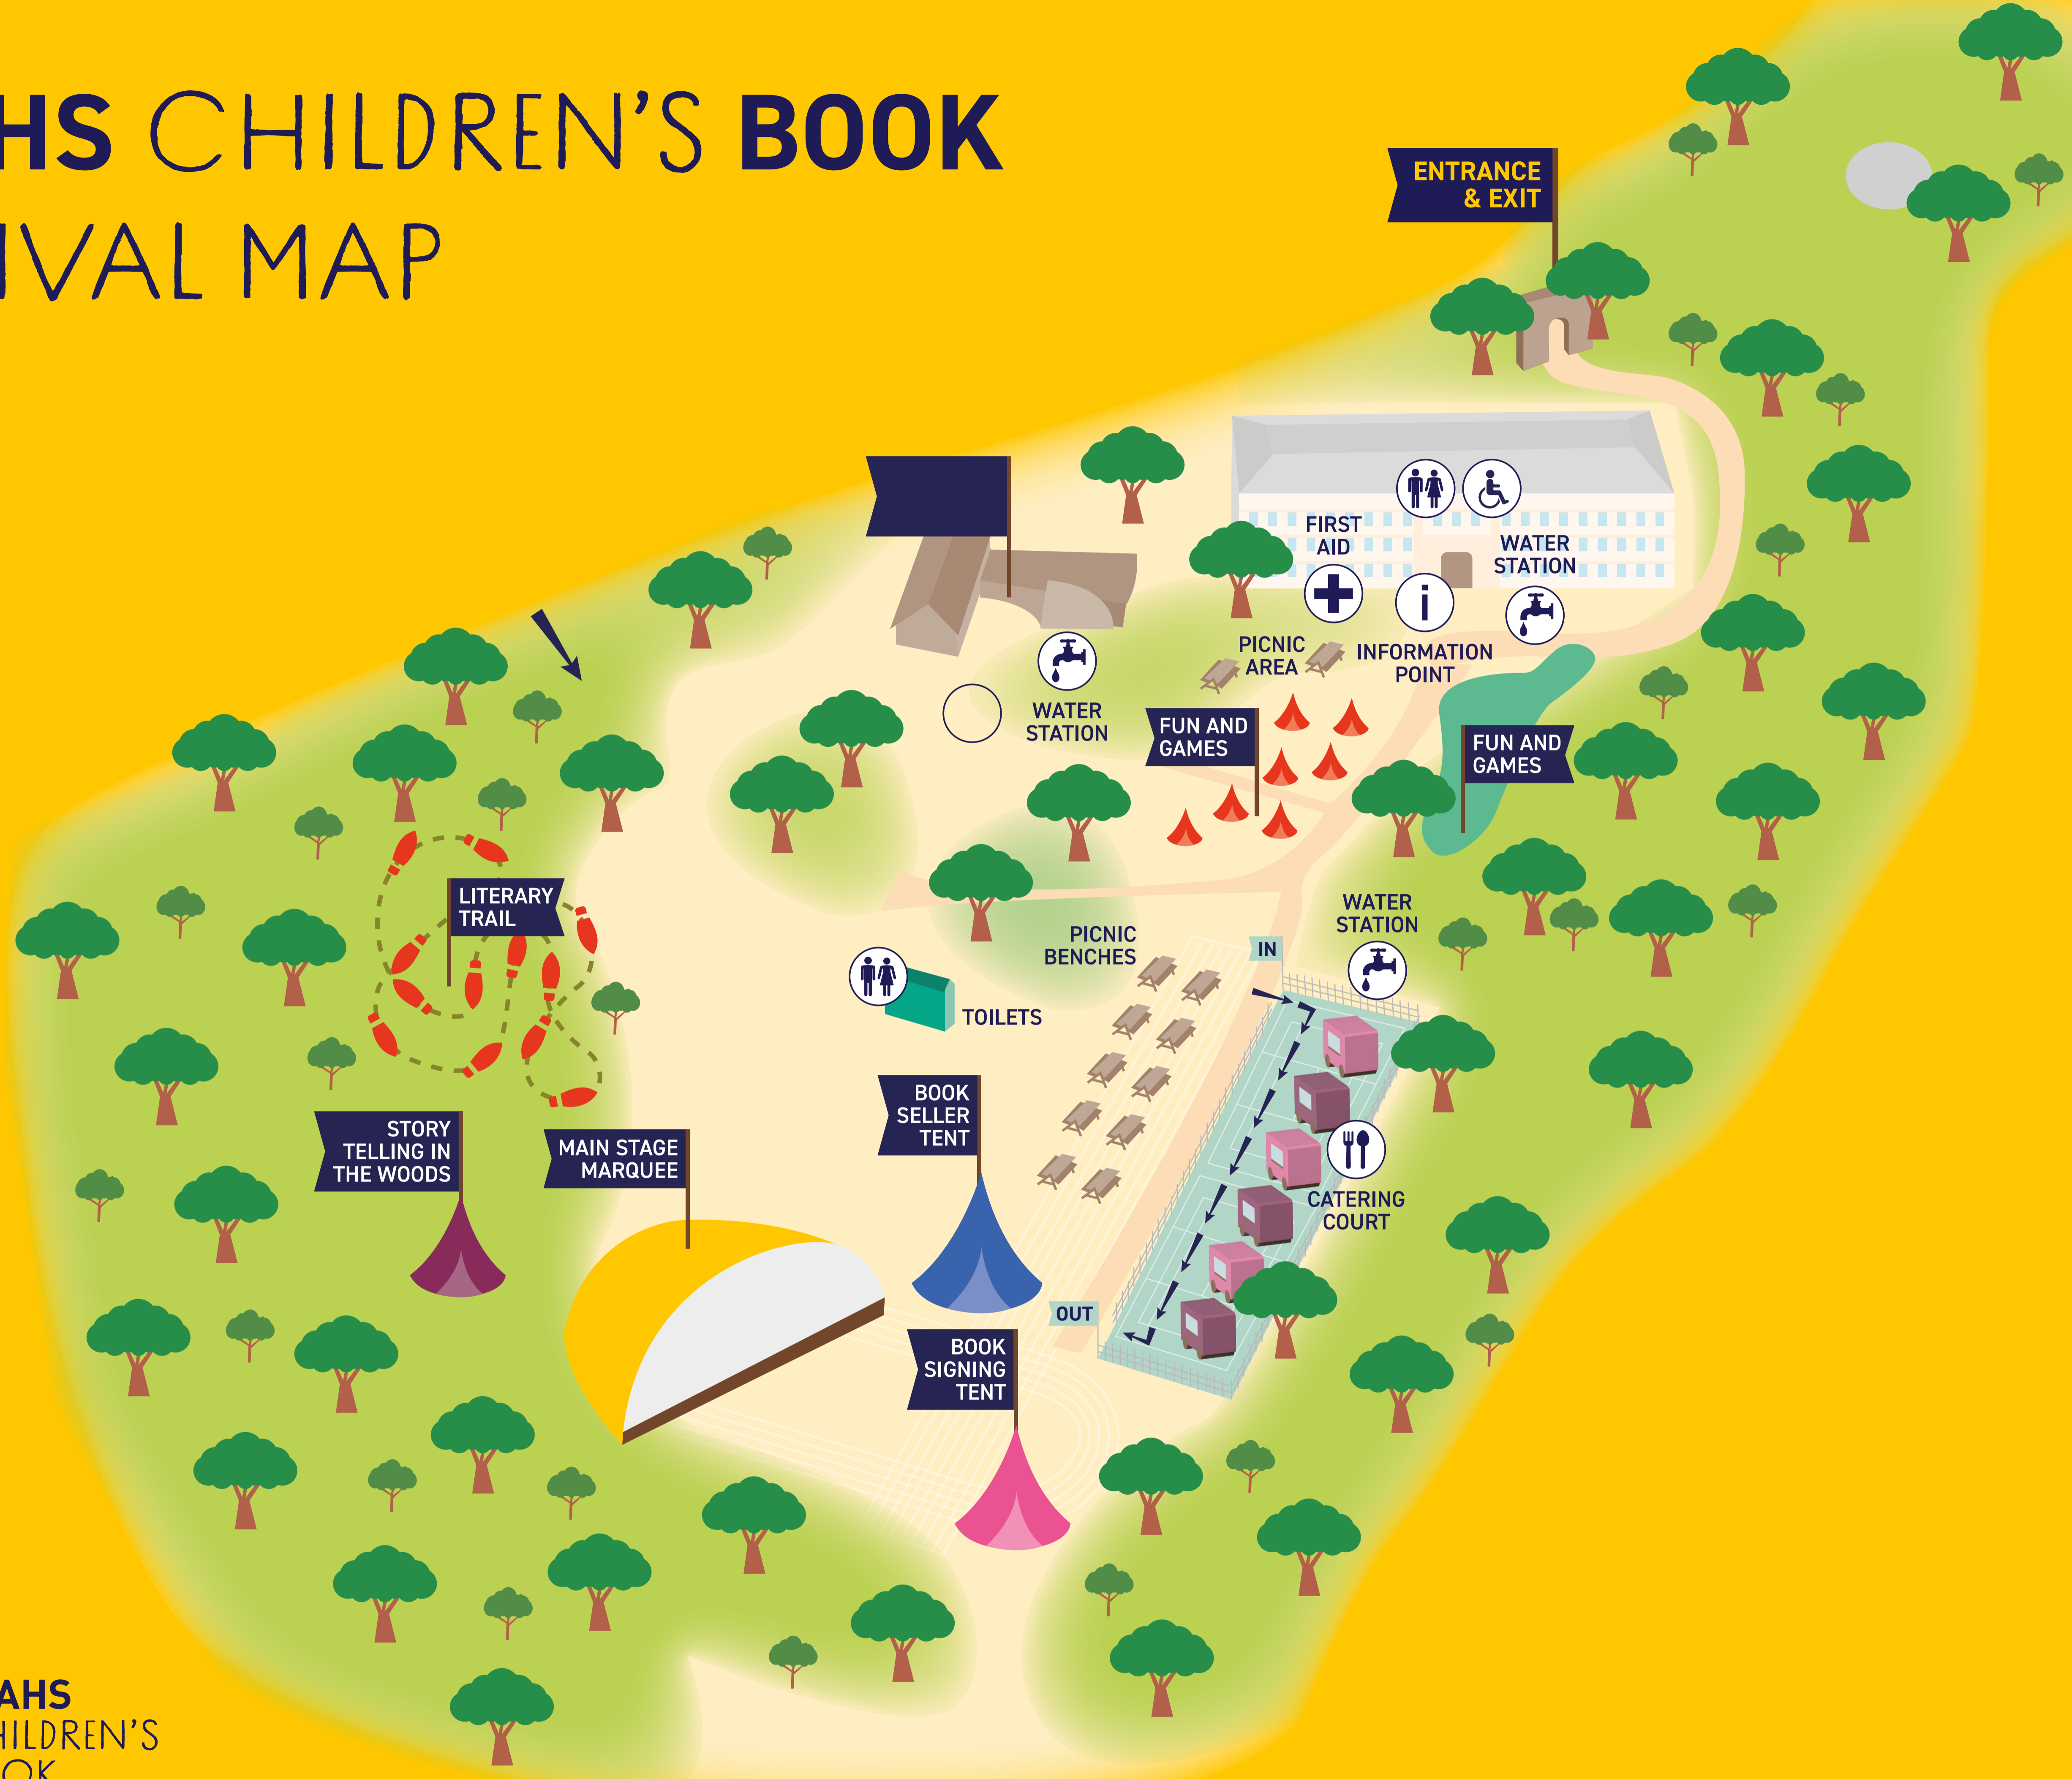 HS CHILDREN'S BOOK
IVAL MAP
ENTRANCE
& EXIT
FIRST
AID
WATER
STATION
PICNIC
AREA
INFORMATION
POINT
WATER
STATION
FUN AND
GAMES
FUN AND
GAMES
LITERARY
TRAIL
WATER
STATION
PICNIC
BENCHES
IN
TOILETS
BOOK
SELLER
TENT
STORY
TELLING IN
THE WOODS
MAIN STAGE
MARQUEE
CATERING
COURT
OUT
BOOK
SIGNING
TENT
AHS
HILDREN'S
OOK